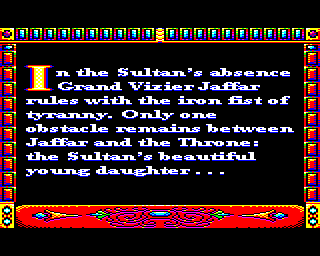 In the Sultan's absence
Grand Vizier Jaffar
rules with the iron fist of
tyranny. Only one
obstacle remains between
Jaffar and the Throne:
the Sultan's beautiful
young daughter...